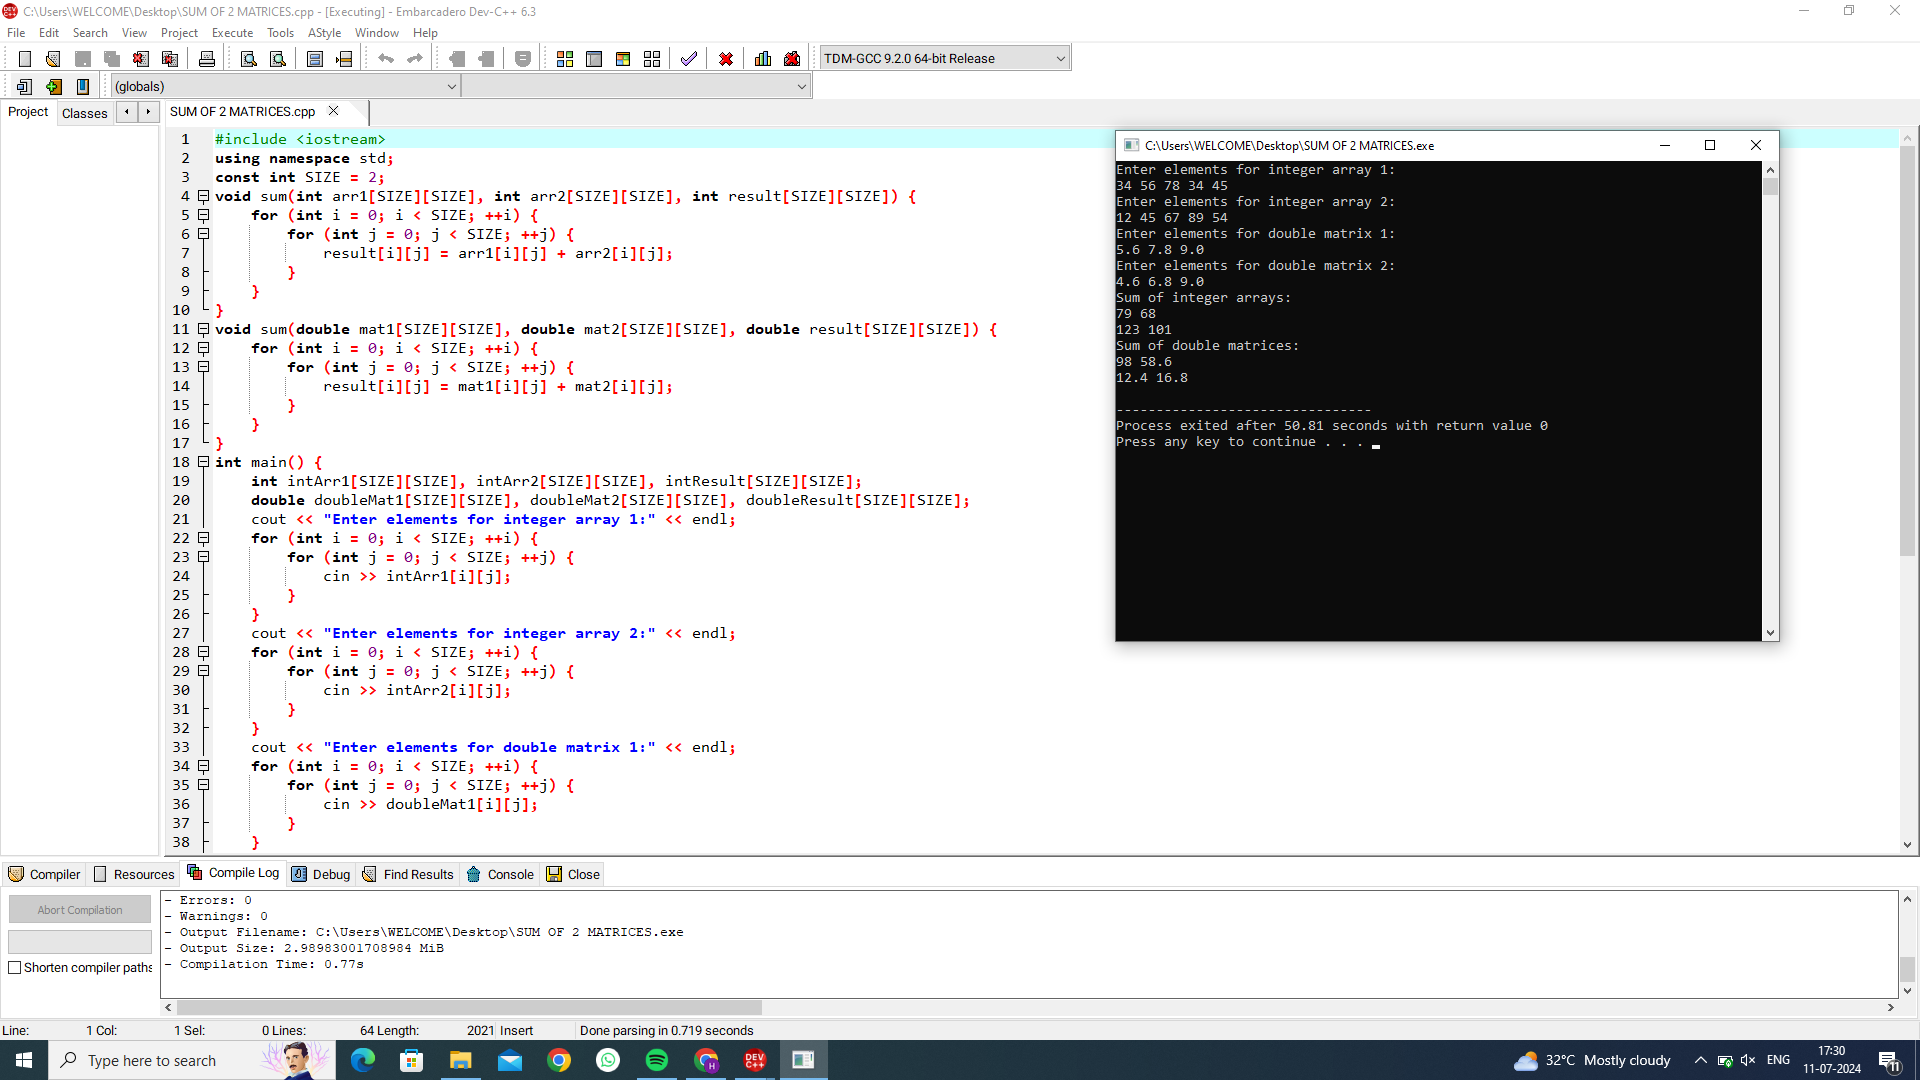 C:\Users\WELCOME\Desktop\SUM OF 2 MATRICES.cpp - [Executing] - Embarcadero Dev-C++ 6.3
File Edit Search View Project Execute Tools AStyle Window Help
TDM-GCC 9.2.0 64-bit Release
(globals)
Project Classes SUM OF 2 MATRICES.cpp
1 #include <iostream>
2 using namespace std;
3 const int SIZE = 2;
4 void sum(int arr1[SIZE][SIZE], int arr2[SIZE][SIZE], int result[SIZE][SIZE]) {
5 for (int i = 0; i < SIZE; ++i) {
6 for (int j = 0; j < SIZE; ++j) {
7 result[i][j] = arr1[i][j] + arr2[i][j];
8 }
9 }
10 }
11 void sum(double mat1[SIZE][SIZE], double mat2[SIZE][SIZE], double result[SIZE][SIZE]) {
12 for (int i = 0; i < SIZE; ++i) {
13 for (int j = 0; j < SIZE; ++j) {
14 result[i][j] = mat1[i][j] + mat2[i][j];
15 }
16 }
17 }
18 int main() {
19 int intArr1[SIZE][SIZE], intArr2[SIZE][SIZE], intResult[SIZE][SIZE];
20 double doubleMat1[SIZE][SIZE], doubleMat2[SIZE][SIZE], doubleResult[SIZE][SIZE];
21 cout << "Enter elements for integer array 1:" << endl;
22 for (int i = 0; i < SIZE; ++i) {
23 for (int j = 0; j < SIZE; ++j) {
24 cin >> intArr1[i][j];
25 }
26 }
27 cout << "Enter elements for integer array 2:" << endl;
28 for (int i = 0; i < SIZE; ++i) {
29 for (int j = 0; j < SIZE; ++j) {
30 cin >> intArr2[i][j];
31 }
32 }
33 cout << "Enter elements for double matrix 1:" << endl;
34 for (int i = 0; i < SIZE; ++i) {
35 for (int j = 0; j < SIZE; ++j) {
36 cin >> doubleMat1[i][j];
37 }
38 }
C:\Users\WELCOME\Desktop\SUM OF 2 MATRICES.exe
Enter elements for integer array 1:
34 56 78 34 45
Enter elements for integer array 2:
12 45 67 89 54
Enter elements for double matrix 1:
5.6 7.8 9.0
Enter elements for double matrix 2:
4.6 6.8 9.0
Sum of integer arrays:
79 68
123 101
Sum of double matrices:
98 58.6
12.4 16.8
--------------------------------
Process exited after 50.81 seconds with return value 0
Press any key to continue . . .
Compiler Resources Compile Log Debug Find Results Console Close
Abort Compilation
Shorten compiler paths
- Errors: 0
- Warnings: 0
- Output Filename: C:\Users\WELCOME\Desktop\SUM OF 2 MATRICES.exe
- Output Size: 2.98983001708984 MiB
- Compilation Time: 0.77s
Line: 1 Col: 1 Sel: 0 Lines: 64 Length: 2021 Insert Done parsing in 0.719 seconds
Type here to search
DEV C++
H
32°C Mostly cloudy
ENG
17:30
11-07-2024
11